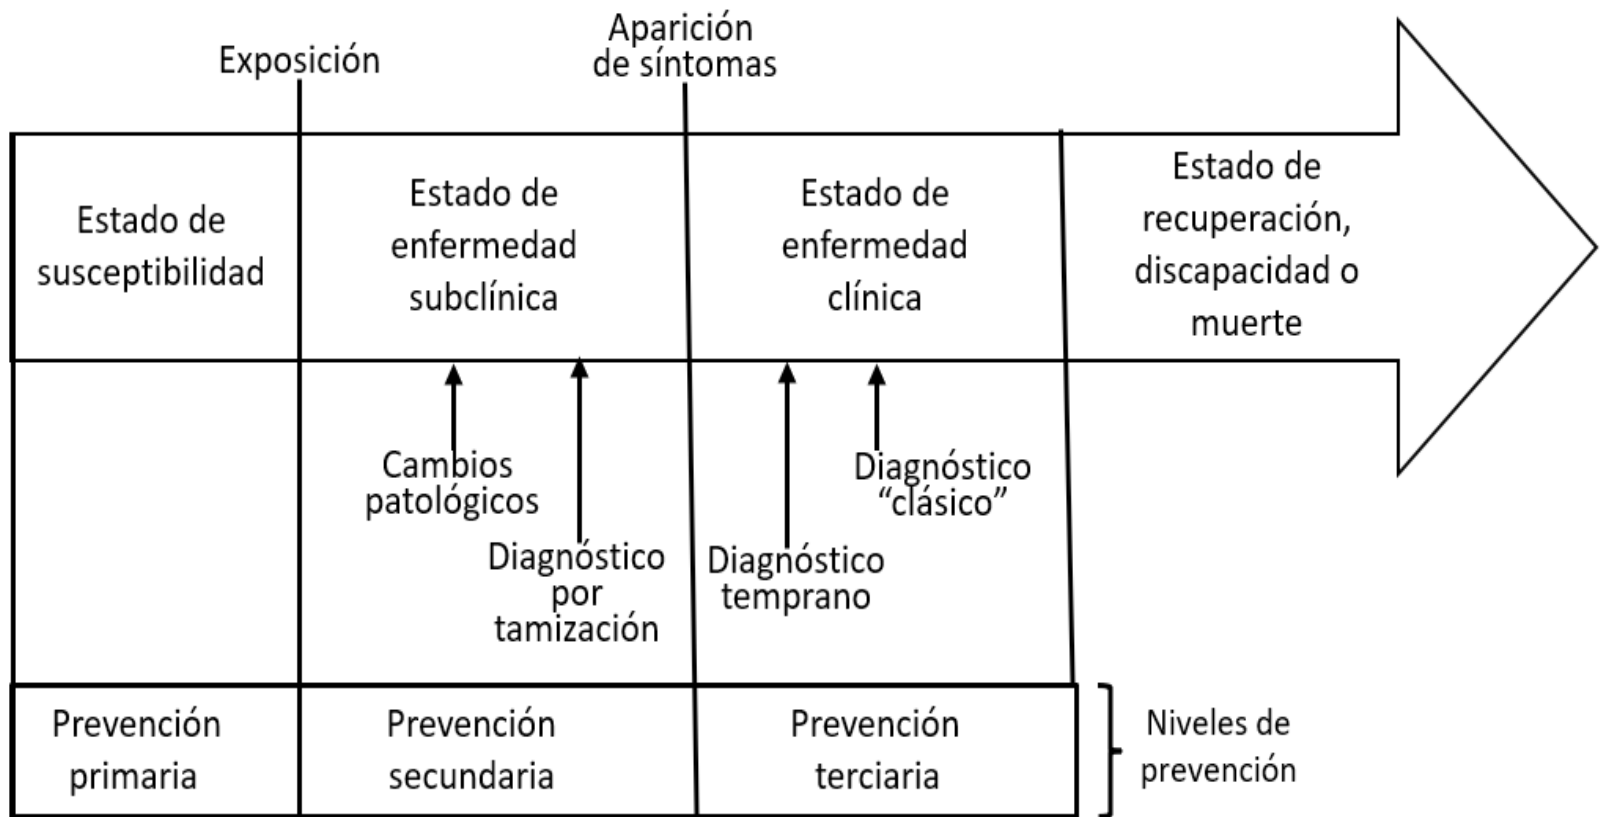 Exposición
Aparición
de síntomas
Estado de
susceptibilidad
Estado de
enfermedad
subclínica
Estado de
enfermedad
clínica
Estado de
recuperación,
discapacidad o
muerte
Cambios
patológicos
Diagnóstico
por
tamización
Diagnóstico
temprano
Diagnóstico
“clásico”
Prevención
primaria
Prevención
secundaria
Prevención
terciaria
Niveles de
prevención